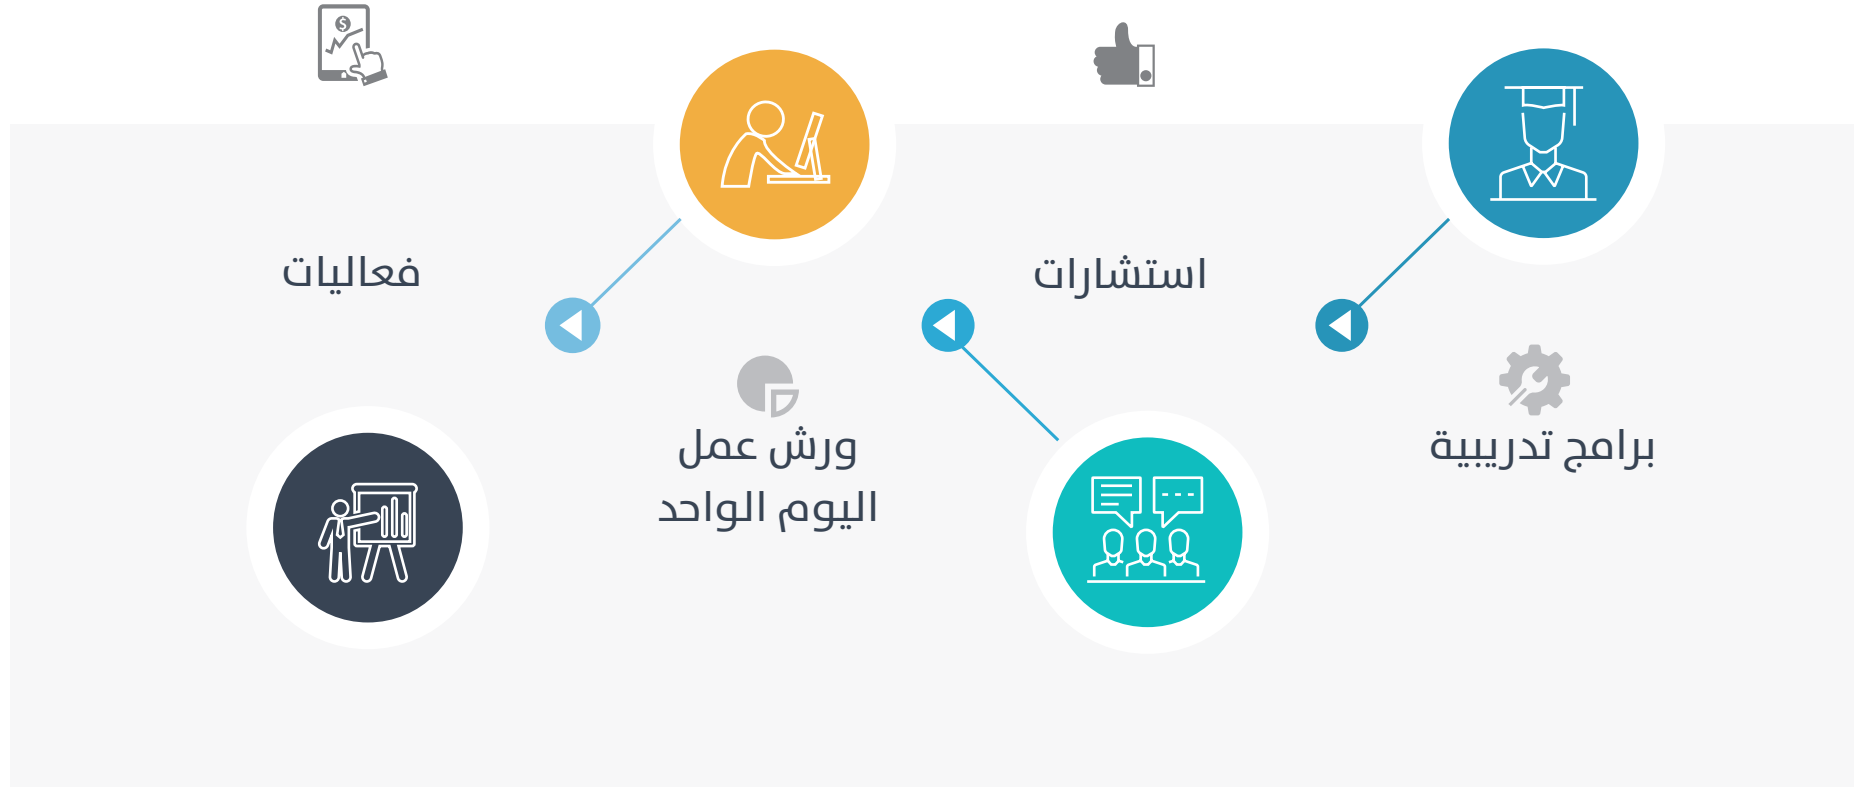 برامج تدريبية
استشارات
ورش عمل
اليوم الواحد
فعاليات